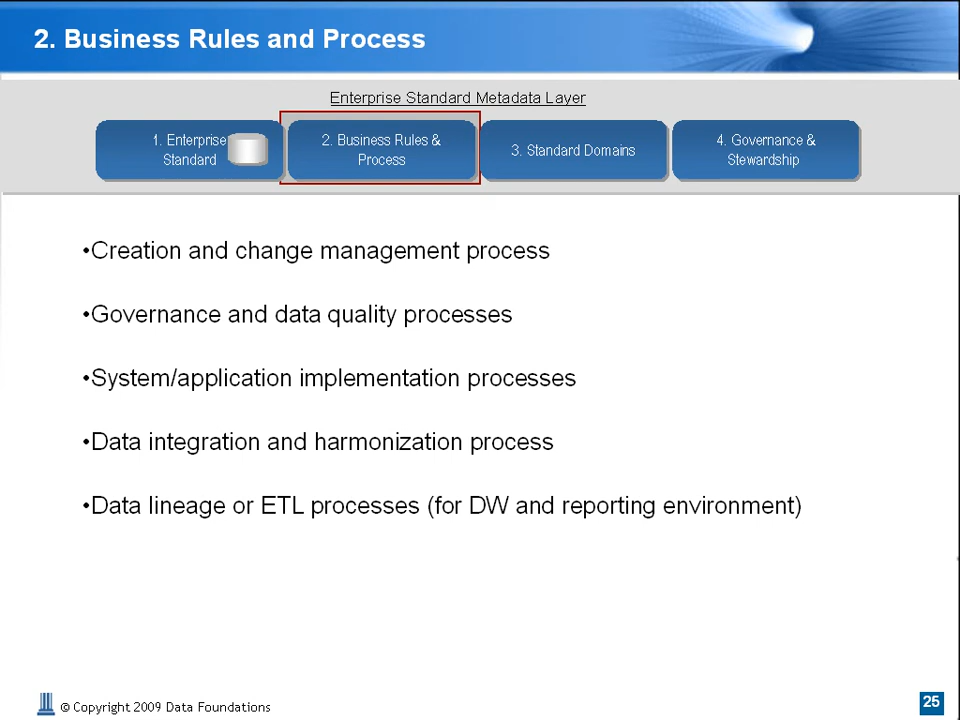 2. Business Rules and Process
Enterprise Standard Metadata Layer
1. Enterprise
Standard
2. Business Rules &
Process
3. Standard Domains
4. Governance &
Stewardship
•Creation and change management process
•Governance and data quality processes
•System/application implementation processes
•Data integration and harmonization process
•Data lineage or ETL processes (for DW and reporting environment)
© Copyright 2009 Data Foundations
25